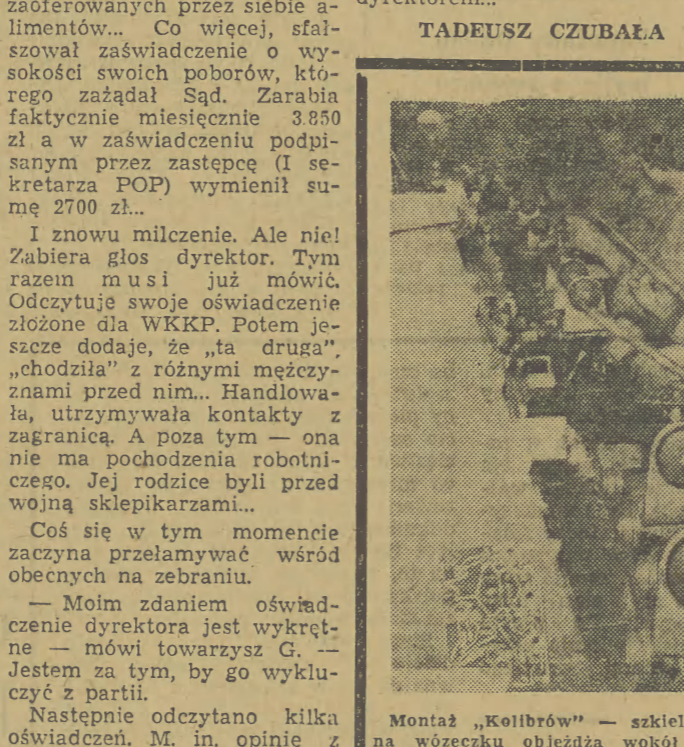 zaoferowanych przez siebie a-
limentów... Co więcej, sfał-
szował zaświadczenie o wy-
sokości swoich poborów, któ-
rego zażądał Sąd. Zarabia
faktycznie miesięcznie 3.850
zł a w zaświadczeniu podpi-
sanym przez zastępcę (I se-
kretarza POP) wymienił su-
mę 2700 zł...
I znowu milczenie. Ale nie!
Zabiera głos dyrektor. Tym
razem musi już mówić.
Odczytuje swoje oświadczenie
złożone dla WKKP. Potem je-
szcze dodaje, że „ta druga”,
„chodziła” z różnymi mężczy-
znami przed nim... Handlowa-
ła, utrzymywała kontakty z
zagranicą. A poza tym — ona
nie ma pochodzenia robotni-
czego. Jej rodzice byli przed
wojną sklepikarzami...
Coś się w tym momencie
zaczyna przełamywać wśród
obecnych na zebraniu.
— Moim zdaniem oświad-
czenie dyrektora jest wykręt-
ne — mówi towarzysz G. —
Jestem za tym, by go wyklu-
czyć z partii.
Następnie odczytano kilka
oświadczeń. M. in. opinie z
dyrektorem...
TADEUSZ CZUBAŁA
Montaż „Kolibrów” — szkiel
na wózeczku objeżdża wokół